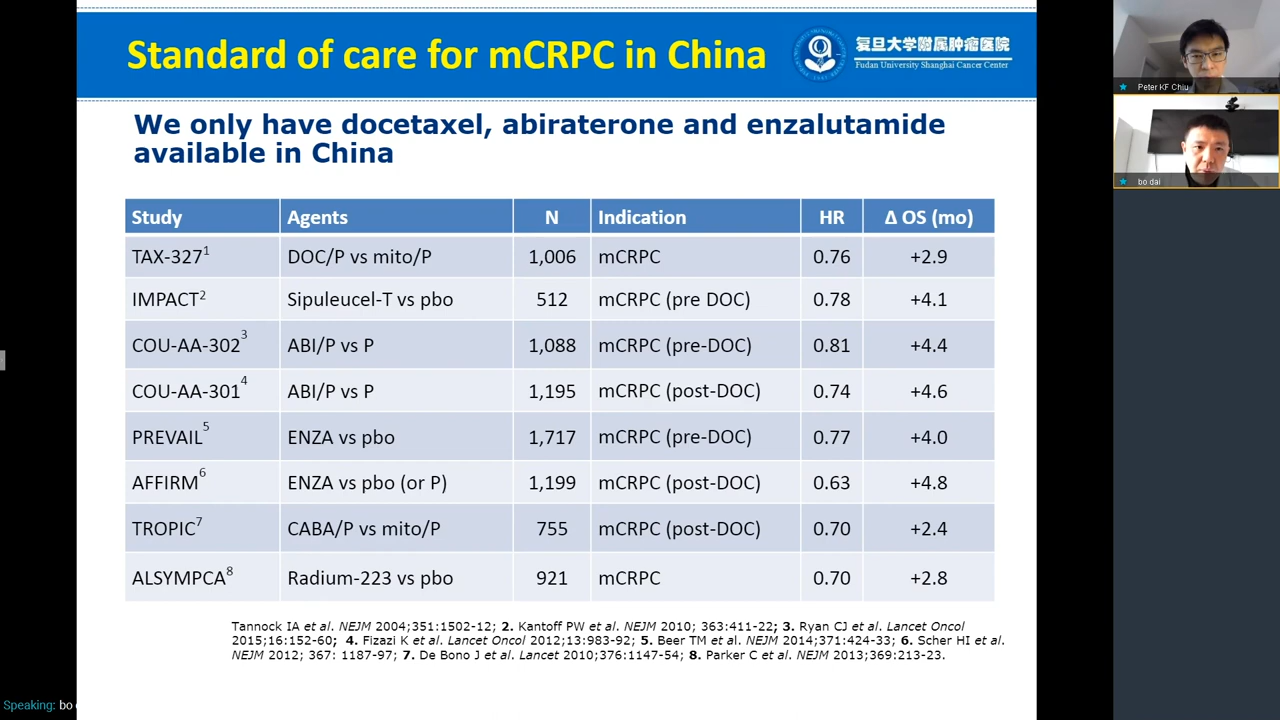 Standard of care for mCRPC in China
复旦大学附属肿瘤医院
Fudan University Shanghai Cancer Center
We only have docetaxel, abiraterone and enzalutamide
available in China
Study Agents N Indication HR Δ OS (mo)
TAX-327¹ DOC/P vs mito/P 1,006 mCRPC 0.76 +2.9
IMPACT² Sipuleucel-T vs pbo 512 mCRPC (pre DOC) 0.78 +4.1
COU-AA-302³ ABI/P vs P 1,088 mCRPC (pre-DOC) 0.81 +4.4
COU-AA-301⁴ ABI/P vs P 1,195 mCRPC (post-DOC) 0.74 +4.6
PREVAIL⁵ ENZA vs pbo 1,717 mCRPC (pre-DOC) 0.77 +4.0
AFFIRM⁶ ENZA vs pbo (or P) 1,199 mCRPC (post-DOC) 0.63 +4.8
TROPIC⁷ CABA/P vs mito/P 755 mCRPC (post-DOC) 0.70 +2.4
ALSYMPCA⁸ Radium-223 vs pbo 921 mCRPC 0.70 +2.8
Tannock IA et al. NEJM 2004;351:1502-12; 2. Kantoff PW et al. NEJM 2010; 363:411-22; 3. Ryan CJ et al. Lancet Oncol
2015;16:152-60; 4. Fizazi K et al. Lancet Oncol 2012;13:983-92; 5. Beer TM et al. NEJM 2014;371:424-33; 6. Scher HI et al.
NEJM 2012; 367: 1187-97; 7. De Bono J et al. Lancet 2010;376:1147-54; 8. Parker C et al. NEJM 2013;369:213-23.
Peter KF Chiu
bo dai
Speaking: bo